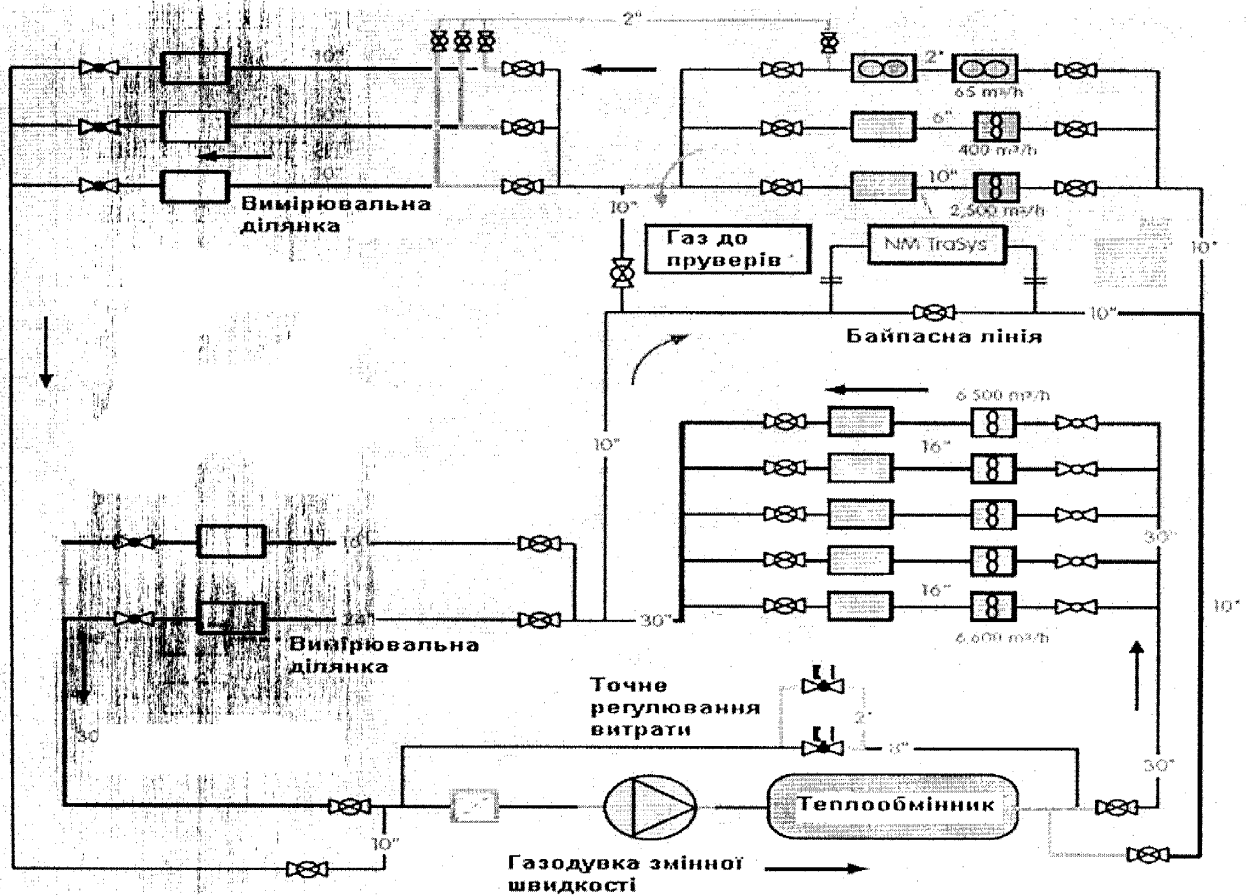 2"
10"
2"
65 m³/h
6"
400 m³/h
10"
10"
2,500 m³/h
Вимірювальна
ділянка
10"
Газ до
пруверів
NM TraSys
10"
10"
Байпасна лінія
6 500 m³/h
10"
16"
30"
16"
10"
24"
30"
6,600 m³/h
Вимірювальна
ділянка
Точне
регулювання
витрати
2"
8"
30
30"
Теплообмінник
10"
Газодувка змінної
швидкості